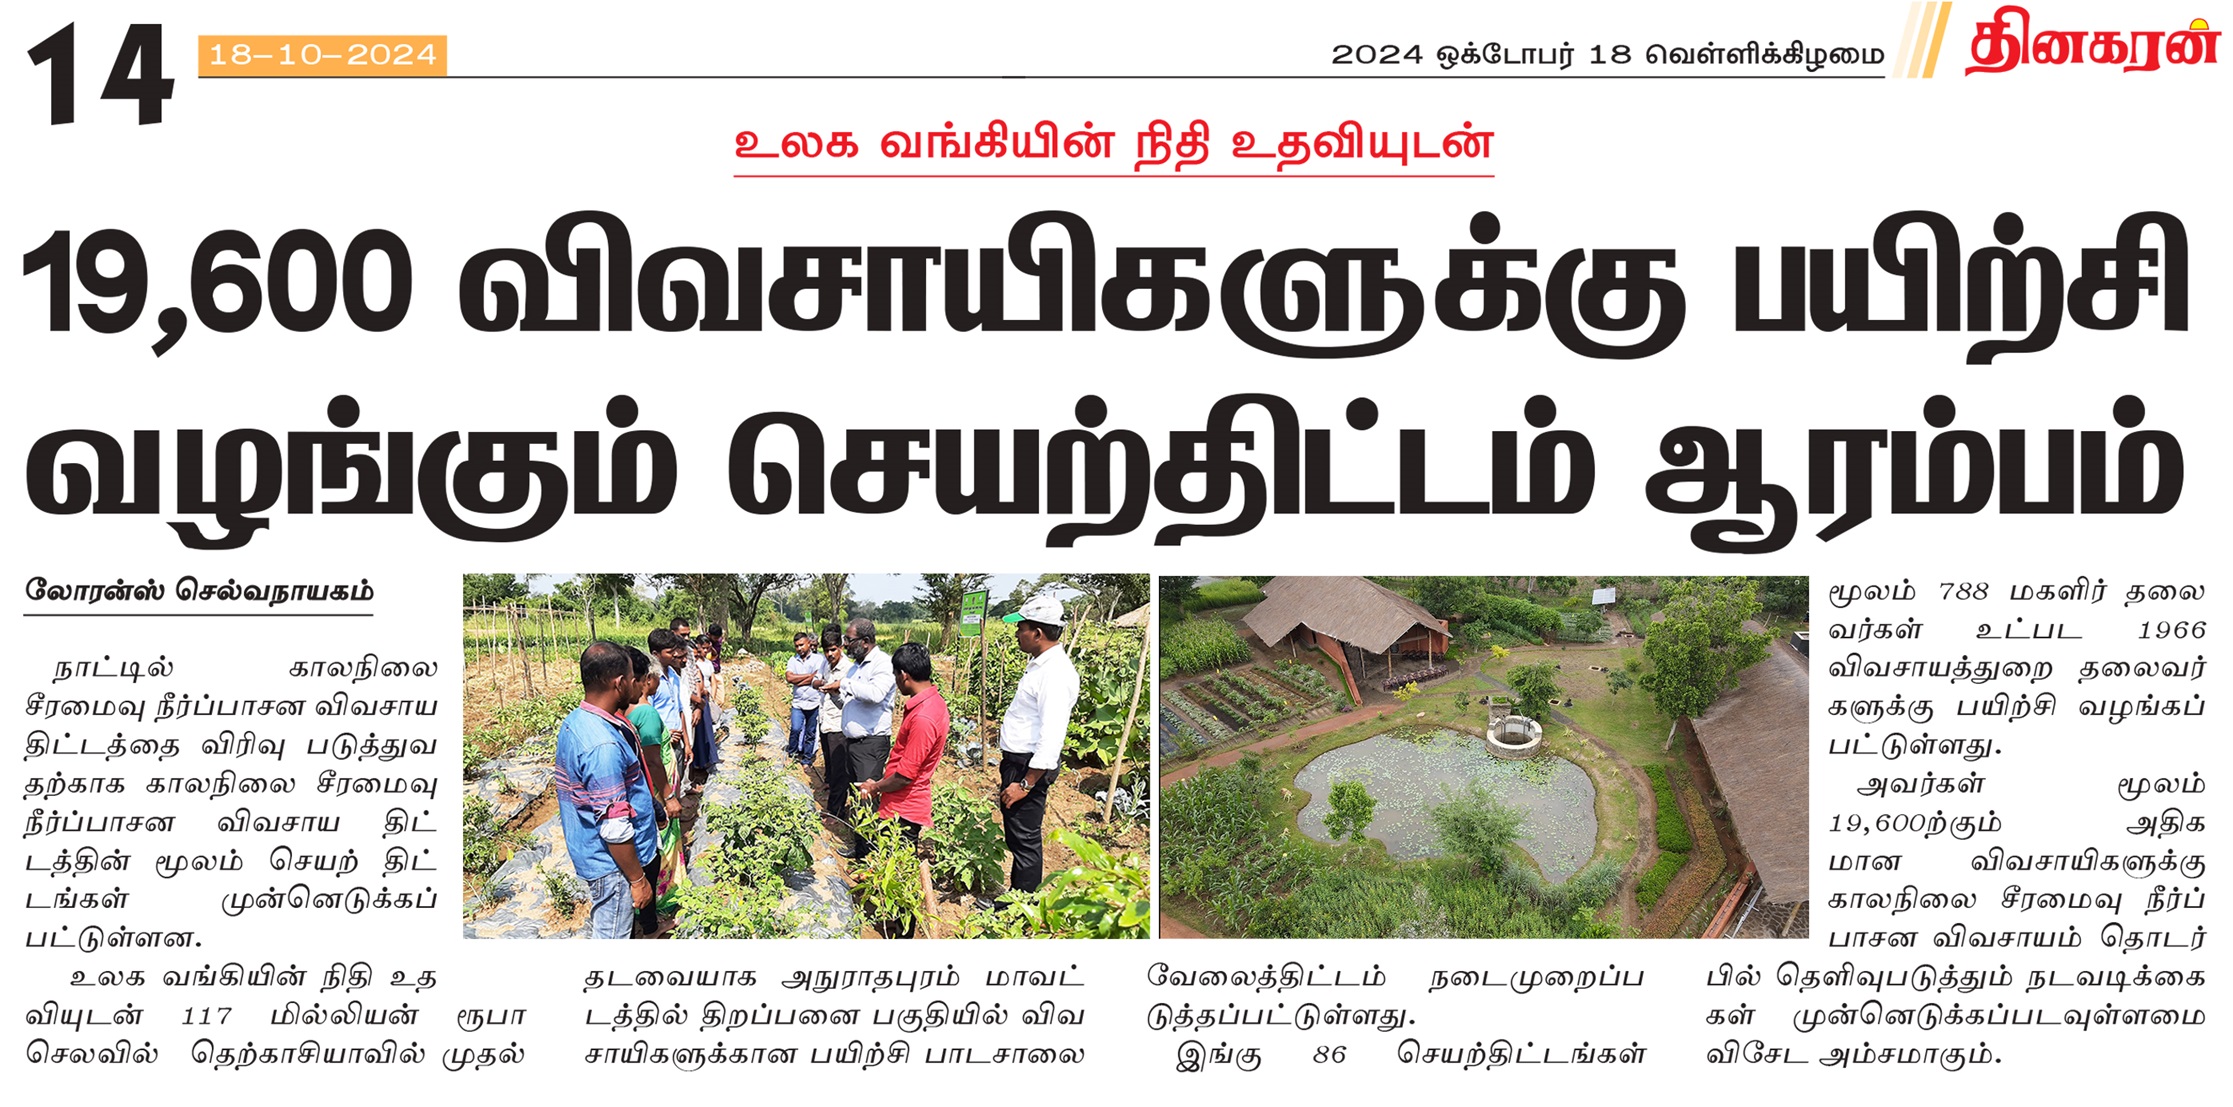 14
18-10-2024
2024 ஒக்டோபர் 18 வெள்ளிக்கிழமை
தினகரன்
உலக வங்கியின் நிதி உதவியுடன்
19,600 விவசாயிகளுக்கு பயிற்சி
வழங்கும் செயற்திட்டம் ஆரம்பம்
லோரன்ஸ் செல்வநாயகம்
நாட்டில் காலநிலை
சீரமைவு நீர்ப்பாசன விவசாய
திட்டத்தை விரிவு படுத்துவ
தற்காக காலநிலை சீரமைவு
நீர்ப்பாசன விவசாய திட்
டத்தின் மூலம் செயற் திட்
டங்கள் முன்னெடுக்கப்
பட்டுள்ளன.
உலக வங்கியின் நிதி உத
வியுடன் 117 மில்லியன் ரூபா
செலவில் தெற்காசியாவில் முதல்
தடவையாக அநுராதபுரம் மாவட்
டத்தில் திறப்பனை பகுதியில் விவ
சாயிகளுக்கான பயிற்சி பாடசாலை
வேலைத்திட்டம் நடைமுறைப்ப
டுத்தப்பட்டுள்ளது.
இங்கு 86 செயற்திட்டங்கள்
மூலம் 788 மகளிர் தலை
வர்கள் உட்பட 1966
விவசாயத்துறை தலைவர்
களுக்கு பயிற்சி வழங்கப்
பட்டுள்ளது.
அவர்கள் மூலம்
19,600ற்கும் அதிக
மான விவசாயிகளுக்கு
காலநிலை சீரமைவு நீர்ப்
பாசன விவசாயம் தொடர்
பில் தெளிவுபடுத்தும் நடவடிக்கை
கள் முன்னெடுக்கப்படவுள்ளமை
விசேட அம்சமாகும்.